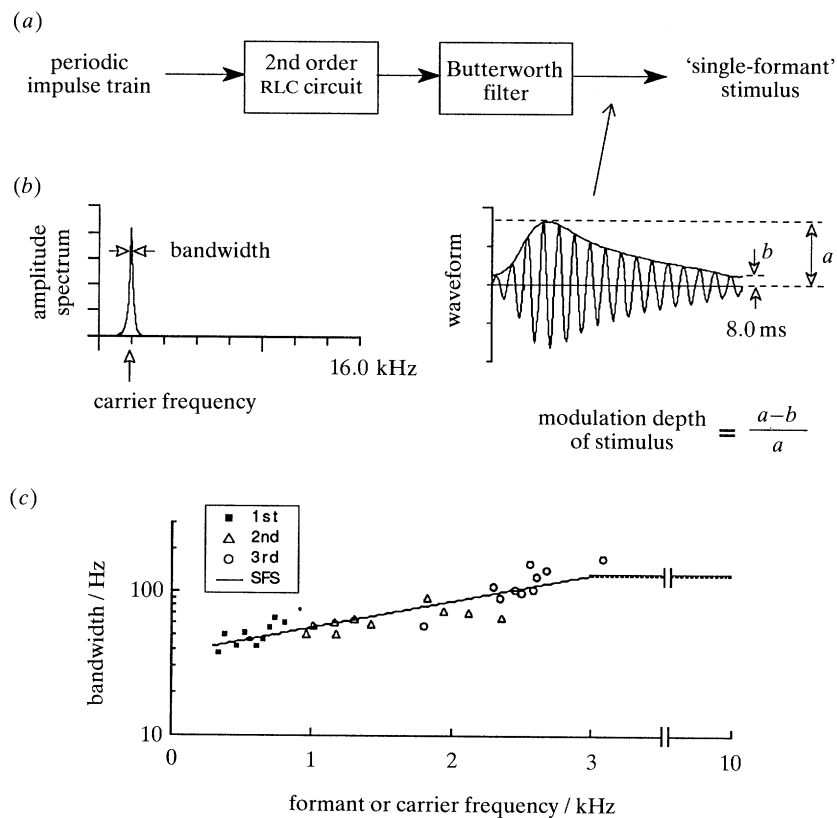 (a)
periodic
impulse train
2nd order
RLC circuit
Butterworth
filter
'single-formant'
stimulus
(b)
amplitude
spectrum
bandwidth
16.0 kHz
carrier frequency
waveform
b
a
8.0 ms
modulation depth
of stimulus
= a–b
a
(c)
1st
2nd
3rd
SFS
bandwidth / Hz
100
10
0
1
2
3
10
formant or carrier frequency / kHz